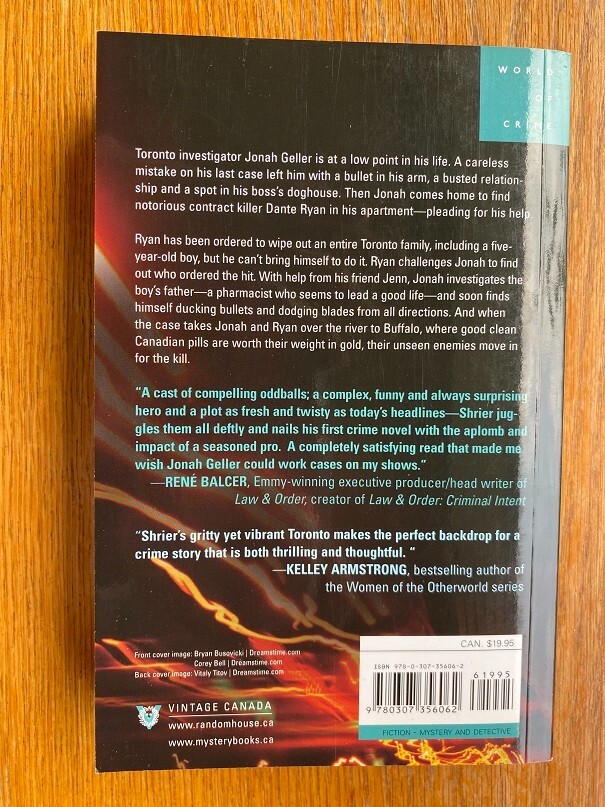 WORLD
OF
CRIME
Toronto investigator Jonah Geller is at a low point in his life. A careless
mistake on his last case left him with a bullet in his arm, a busted relation-
ship and a spot in his boss's doghouse. Then Jonah comes home to find
notorious contract killer Dante Ryan in his apartment—pleading for his help.
Ryan has been ordered to wipe out an entire Toronto family, including a five-
year-old boy, but he can't bring himself to do it. Ryan challenges Jonah to find
out who ordered the hit. With help from his friend Jenn, Jonah investigates the
boy's father—a pharmacist who seems to lead a good life—and soon finds
himself ducking bullets and dodging blades from all directions. And when
the case takes Jonah and Ryan over the river to Buffalo, where good clean
Canadian pills are worth their weight in gold, their unseen enemies move in
for the kill.
"A cast of compelling oddballs; a complex, funny and always surprising
hero and a plot as fresh and twisty as today's headlines—Shrier jug-
gles them all deftly and nails his first crime novel with the aplomb and
impact of a seasoned pro. A completely satisfying read that made me
wish Jonah Geller could work cases on my shows."
—RENÉ BALCER, Emmy-winning executive producer/head writer of
Law & Order, creator of Law & Order: Criminal Intent
"Shrier's gritty yet vibrant Toronto makes the perfect backdrop for a
crime story that is both thrilling and thoughtful. "
—KELLEY ARMSTRONG, bestselling author of
the Women of the Otherworld series
Front cover image: Bryan Busovicki | Dreamstime.com
Corey Bell | Dreamstime.com
Back cover image: Vitaly Titov | Dreamstime.com
VINTAGE CANADA
www.randomhouse.ca
www.mysterybooks.ca
CAN. $19.95
ISBN 978-0-307-35606-2
61995
9 780307 356062
FICTION - MYSTERY AND DETECTIVE